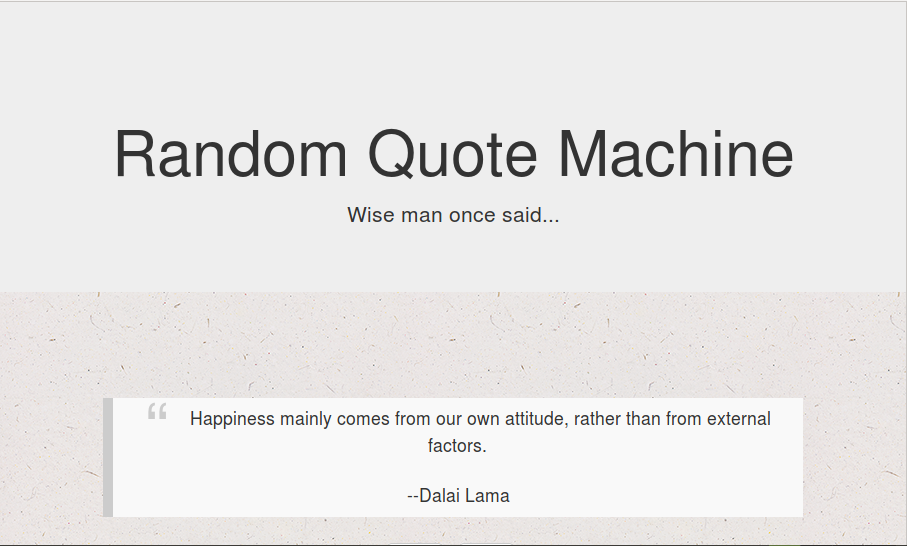 Random Quote Machine
Wise man once said...
“ Happiness mainly comes from our own attitude, rather than from external
factors.
--Dalai Lama